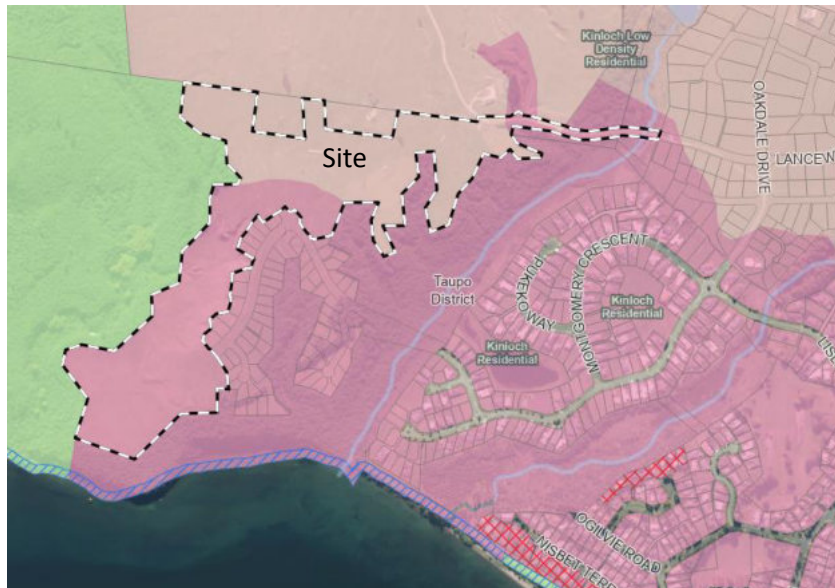 Kinloch Low
Density
Residential
OAKDALE DRIVE
LANCEW
Site
Taupo
District
PUKEKO WAY
MONTGOMERY CRESCENT
Kinloch
Residential
Kinloch
Residential
LIS
OGILVIE ROAD
NISBET TERR